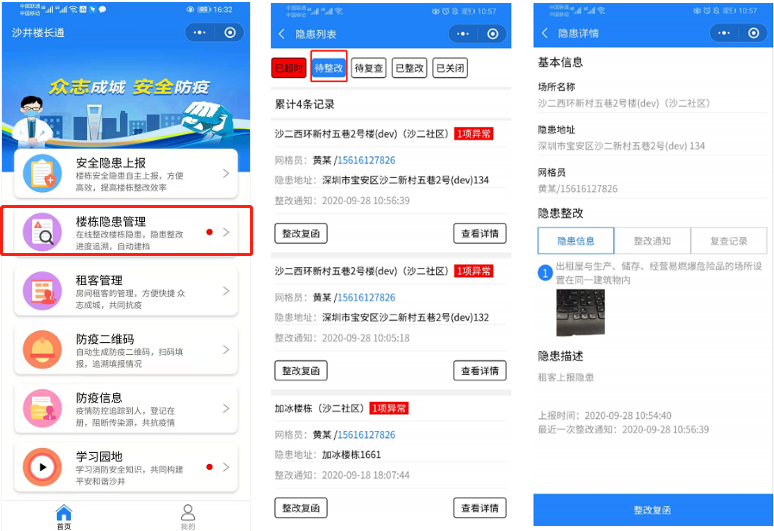 中国联通
中国移动
16:32
沙井楼长通
众志成城 安全防疫
安全隐患上报
楼栋安全隐患自主上报，方便
高效，提高楼栋整改效率
楼栋隐患管理
在线整改楼栋隐患，隐患整改
进度追溯，自动建档
租客管理
房间租客的管理，方便快捷 众
志成城，共同抗疫
防疫二维码
自动生成防疫二维码，扫码填
报，追溯填报情况
防疫信息
疫情防控追踪到人，登记在
册，阻断传染源，共抗疫情
学习园地
学习消防安全知识，共同构建
平安和谐沙井
首页
我的
中国联通
中国移动
10:57
隐患列表
已超时
待整改
待复查
已整改
已关闭
累计4条记录
沙二西环新村五巷2号楼(dev)（沙二社区） 1项异常
网格员：黄某 /15616127826
隐患地址：深圳市宝安区沙二新村五巷2号(dev)134
整改通知：2020-09-28 10:56:39
整改复函
查看详情
沙二西环新村五巷2号楼(dev)（沙二社区） 1项异常
网格员：黄某 /15616127826
隐患地址：深圳市宝安区沙二新村五巷2号(dev)132
整改通知：2020-09-28 10:05:18
整改复函
查看详情
加冰楼栋（沙二社区） 1项异常
网格员：黄某 /15616127826
隐患地址：加冰楼栋1661
整改通知：2020-09-18 18:07:44
整改复函
查看详情
中国联通
中国移动
10:57
隐患详情
基本信息
场所名称
沙二西环新村五巷2号楼(dev)（沙二社区）
隐患地址
深圳市宝安区沙二新村五巷2号(dev) 134
网格员
黄某/15616127826
隐患整改
隐患信息
整改通知
复查记录
1 出租屋与生产、储存、经营易燃爆危险品的场所设
置在同一建筑物内
隐患描述
租客上报隐患
上报时间：2020-09-28 10:54:40
最近一次整改通知：2020-09-28 10:56:39
整改复函